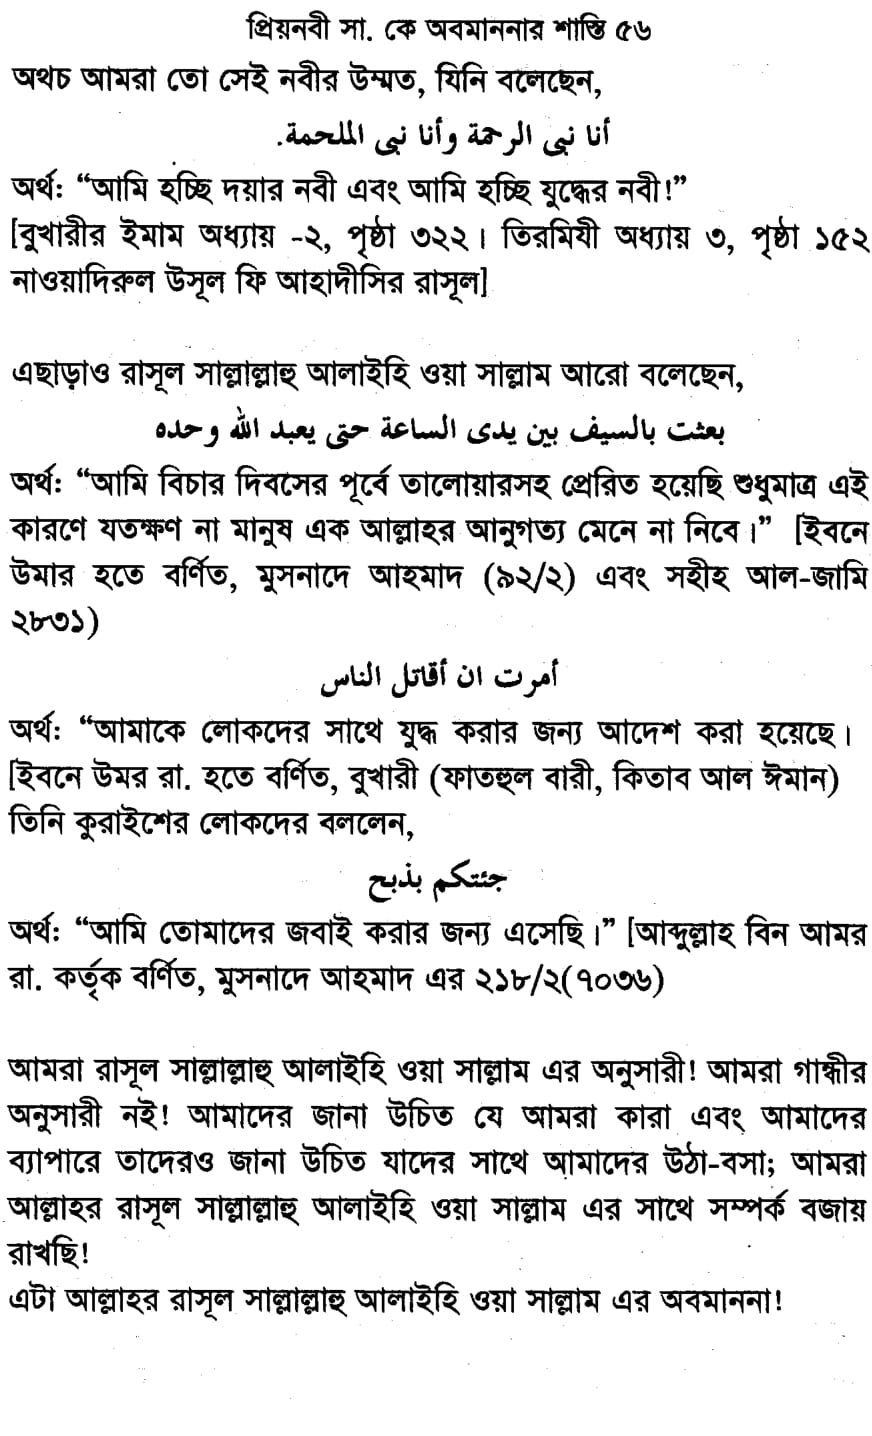 প্রিয়নবী সা. কে অবমাননার শাস্তি ৫৬
অথচ আমরা তো সেই নবীর উম্মত, যিনি বলেছেন,
أنا نبى الرحمة وأنا نبى الملحمة.
অর্থ: “আমি হচ্ছি দয়ার নবী এবং আমি হচ্ছি যুদ্ধের নবী!”
[বুখারীর ইমাম অধ্যায় -২, পৃষ্ঠা ৩২২। তিরমিযী অধ্যায় ৩, পৃষ্ঠা ১৫২
নাওয়াদিরুল উসূল ফি আহাদীসির রাসূল]
এছাড়াও রাসূল সাল্লাল্লাহু আলাইহি ওয়া সাল্লাম আরো বলেছেন,
بعثت بالسيف بين يدى الساعة حتى يعبد الله وحده
অর্থ: “আমি বিচার দিবসের পূর্বে তালোয়ারসহ প্রেরিত হয়েছি শুধুমাত্র এই
কারণে যতক্ষণ না মানুষ এক আল্লাহর আনুগত্য মেনে না নিবে।” [ইবনে
উমার হতে বর্ণিত, মুসনাদে আহমাদ (৯২/২) এবং সহীহ আল-জামি
২৮৩১)
أمرت ان أقاتل الناس
অর্থ: “আমাকে লোকদের সাথে যুদ্ধ করার জন্য আদেশ করা হয়েছে।
[ইবনে উমর রা. হতে বর্ণিত, বুখারী (ফাতহুল বারী, কিতাব আল ঈমান)
তিনি কুরাইশের লোকদের বললেন,
جئتكم بذبح
অর্থ: “আমি তোমাদের জবাই করার জন্য এসেছি।” [আব্দুল্লাহ বিন আমর
রা. কর্তৃক বর্ণিত, মুসনাদে আহমাদ এর ২১৮/২(৭০৩৬)
আমরা রাসূল সাল্লাল্লাহু আলাইহি ওয়া সাল্লাম এর অনুসারী! আমরা গান্ধীর
অনুসারী নই! আমাদের জানা উচিত যে আমরা কারা এবং আমাদের
ব্যাপারে তাদেরও জানা উচিত যাদের সাথে আমাদের উঠা-বসা; আমরা
আল্লাহর রাসূল সাল্লাল্লাহু আলাইহি ওয়া সাল্লাম এর সাথে সম্পর্ক বজায়
রাখছি!
এটা আল্লাহর রাসূল সাল্লাল্লাহু আলাইহি ওয়া সাল্লাম এর অবমাননা!